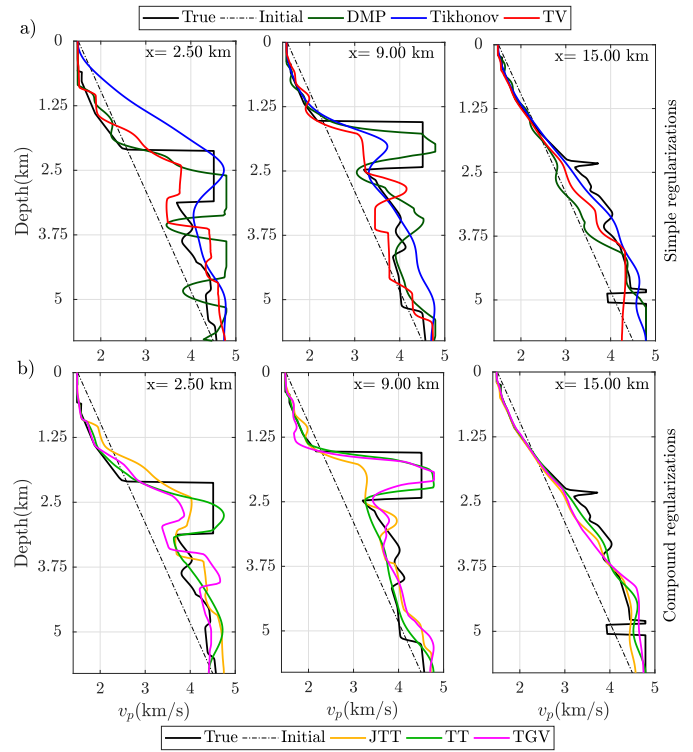 True Initial DMP Tikhonov TV
a)
x= 2.50 km x= 9.00 km x= 15.00 km
0 0 0
1.25 1.25 1.25
2.5 2.5 2.5
3.75 3.75 3.75
5 5 5
Depth(km)
Simple regularizations
2 3 4 5 2 3 4 5 2 3 4 5
b)
x= 2.50 km x= 9.00 km x= 15.00 km
0 0 0
1.25 1.25 1.25
2.5 2.5 2.5
3.75 3.75 3.75
5 5 5
Depth(km)
Compound regularizations
2 3 4 5 2 3 4 5 2 3 4 5
vp(km/s) vp(km/s) vp(km/s)
True Initial JTT TT TGV